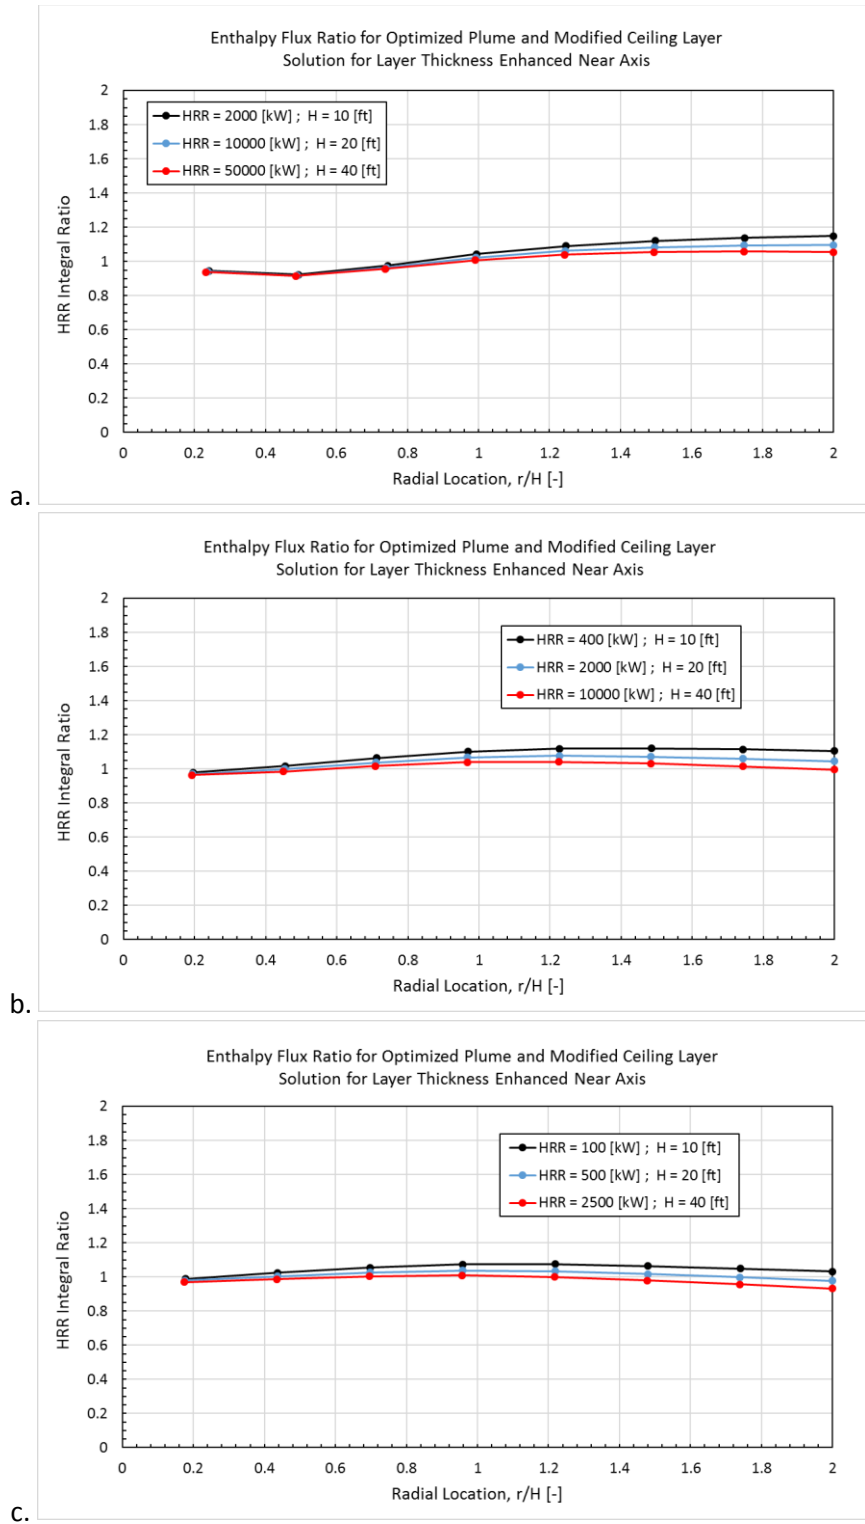 Enthalpy Flux Ratio for Optimized Plume and Modified Ceiling Layer
Solution for Layer Thickness Enhanced Near Axis
2
1.8
1.6
1.4
1.2
1
0.8
0.6
0.4
0.2
0
HRR Integral Ratio
HRR = 2000 [kW] ; H = 10 [ft]
HRR = 10000 [kW] ; H = 20 [ft]
HRR = 50000 [kW] ; H = 40 [ft]
0 0.2 0.4 0.6 0.8 1 1.2 1.4 1.6 1.8 2
Radial Location, r/H [-]
a.
Enthalpy Flux Ratio for Optimized Plume and Modified Ceiling Layer
Solution for Layer Thickness Enhanced Near Axis
2
1.8
1.6
1.4
1.2
1
0.8
0.6
0.4
0.2
0
HRR Integral Ratio
HRR = 400 [kW] ; H = 10 [ft]
HRR = 2000 [kW] ; H = 20 [ft]
HRR = 10000 [kW] ; H = 40 [ft]
0 0.2 0.4 0.6 0.8 1 1.2 1.4 1.6 1.8 2
Radial Location, r/H [-]
b.
Enthalpy Flux Ratio for Optimized Plume and Modified Ceiling Layer
Solution for Layer Thickness Enhanced Near Axis
2
1.8
1.6
1.4
1.2
1
0.8
0.6
0.4
0.2
0
HRR Integral Ratio
HRR = 100 [kW] ; H = 10 [ft]
HRR = 500 [kW] ; H = 20 [ft]
HRR = 2500 [kW] ; H = 40 [ft]
0 0.2 0.4 0.6 0.8 1 1.2 1.4 1.6 1.8 2
Radial Location, r/H [-]
c.